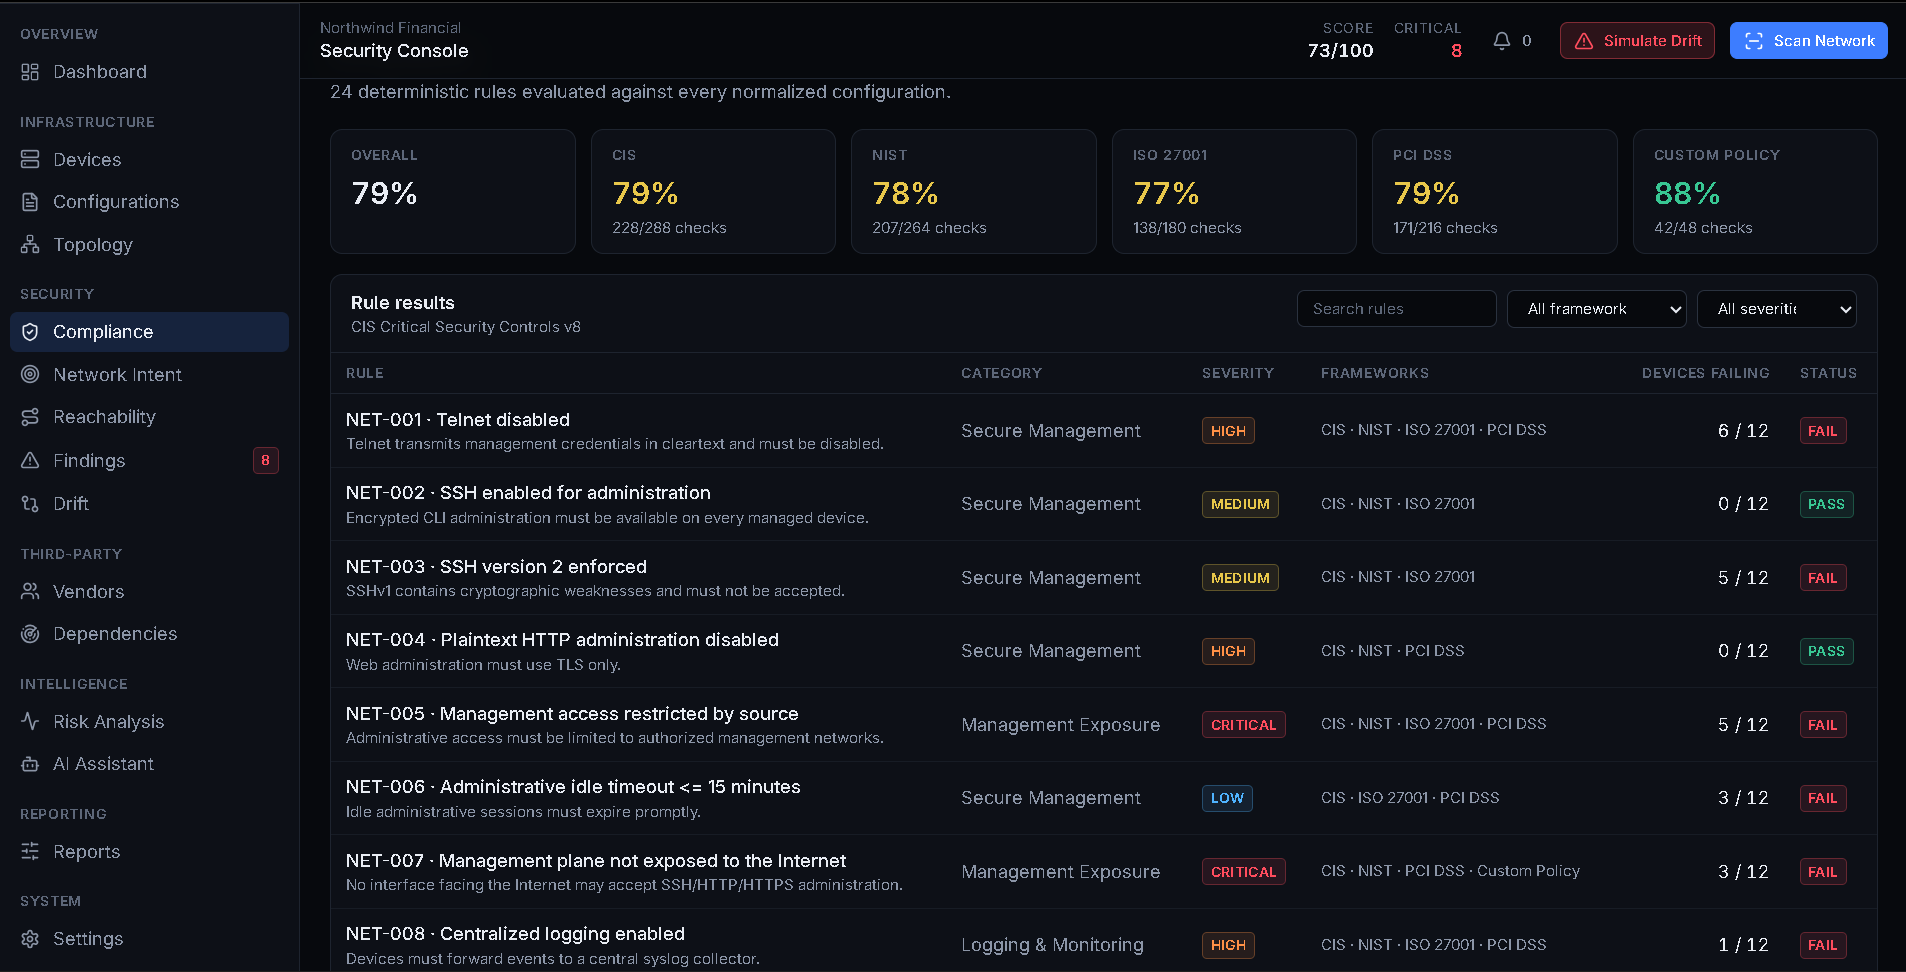 OVERVIEW
Dashboard
INFRASTRUCTURE
Devices
Configurations
Topology
SECURITY
Compliance
Network Intent
Reachability
Findings 8
Drift
THIRD-PARTY
Vendors
Dependencies
INTELLIGENCE
Risk Analysis
AI Assistant
REPORTING
Reports
SYSTEM
Settings
Northwind Financial
Security Console
SCORE
73/100
CRITICAL
8
0
Simulate Drift
Scan Network
24 deterministic rules evaluated against every normalized configuration.
OVERALL
79%
CIS
79%
228/288 checks
NIST
78%
207/264 checks
ISO 27001
77%
138/180 checks
PCI DSS
79%
171/216 checks
CUSTOM POLICY
88%
42/48 checks
Rule results
CIS Critical Security Controls v8
Search rules
All framework
All severitie
RULE CATEGORY SEVERITY FRAMEWORKS DEVICES FAILING STATUS
NET-001 · Telnet disabled
Telnet transmits management credentials in cleartext and must be disabled.
Secure Management HIGH CIS · NIST · ISO 27001 · PCI DSS 6 / 12 FAIL
NET-002 · SSH enabled for administration
Encrypted CLI administration must be available on every managed device.
Secure Management MEDIUM CIS · NIST · ISO 27001 0 / 12 PASS
NET-003 · SSH version 2 enforced
SSHv1 contains cryptographic weaknesses and must not be accepted.
Secure Management MEDIUM CIS · NIST · ISO 27001 5 / 12 FAIL
NET-004 · Plaintext HTTP administration disabled
Web administration must use TLS only.
Secure Management HIGH CIS · NIST · PCI DSS 0 / 12 PASS
NET-005 · Management access restricted by source
Administrative access must be limited to authorized management networks.
Management Exposure CRITICAL CIS · NIST · ISO 27001 · PCI DSS 5 / 12 FAIL
NET-006 · Administrative idle timeout <= 15 minutes
Idle administrative sessions must expire promptly.
Secure Management LOW CIS · ISO 27001 · PCI DSS 3 / 12 FAIL
NET-007 · Management plane not exposed to the Internet
No interface facing the Internet may accept SSH/HTTP/HTTPS administration.
Management Exposure CRITICAL CIS · NIST · PCI DSS · Custom Policy 3 / 12 FAIL
NET-008 · Centralized logging enabled
Devices must forward events to a central syslog collector.
Logging & Monitoring HIGH CIS · NIST · ISO 27001 · PCI DSS 1 / 12 FAIL